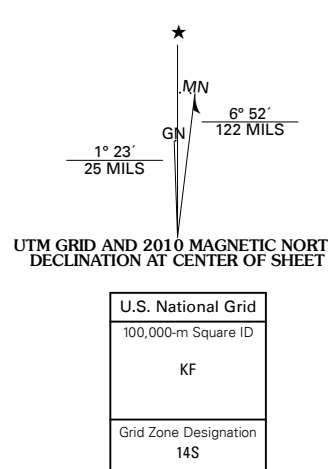 ★
MN
6° 52´
122 MILS
GN
1° 23´
25 MILS
UTM GRID AND 2010 MAGNETIC NORT
DECLINATION AT CENTER OF SHEET
U.S. National Grid
100,000-m Square ID
KF
Grid Zone Designation
14S